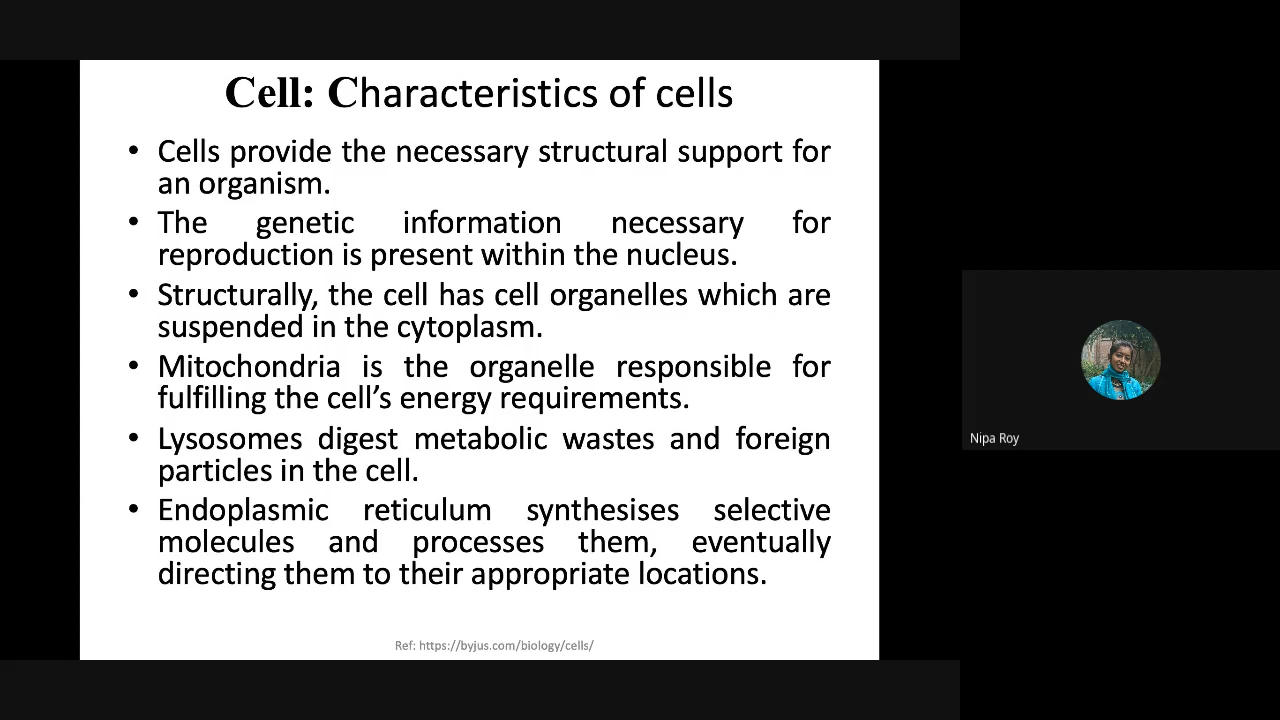 Cell: Characteristics of cells
• Cells provide the necessary structural support for
an organism.
• The genetic information necessary for
reproduction is present within the nucleus.
• Structurally, the cell has cell organelles which are
suspended in the cytoplasm.
• Mitochondria is the organelle responsible for
fulfilling the cell’s energy requirements.
• Lysosomes digest metabolic wastes and foreign
particles in the cell.
• Endoplasmic reticulum synthesises selective
molecules and processes them, eventually
directing them to their appropriate locations.
Ref: https://byjus.com/biology/cells/
Nipa Roy